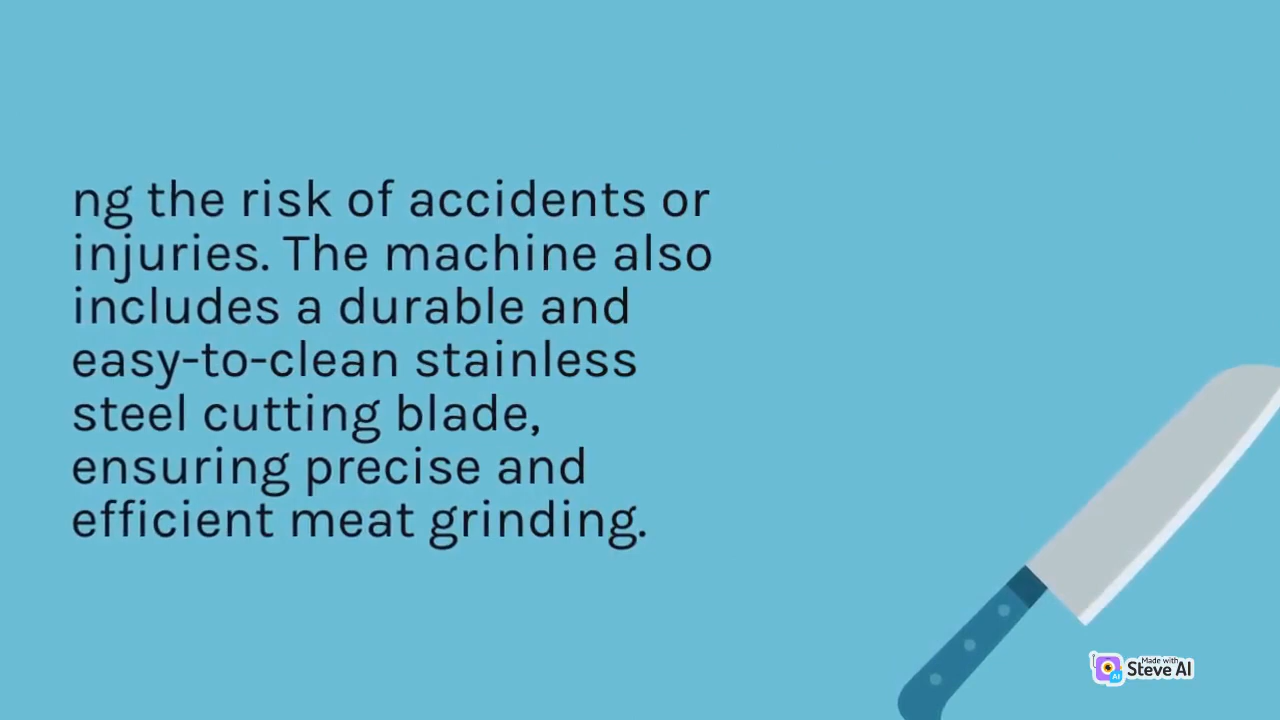 ng the risk of accidents or
injuries. The machine also
includes a durable and
easy-to-clean stainless
steel cutting blade,
ensuring precise and
efficient meat grinding.
Made with
Steve AI
AI